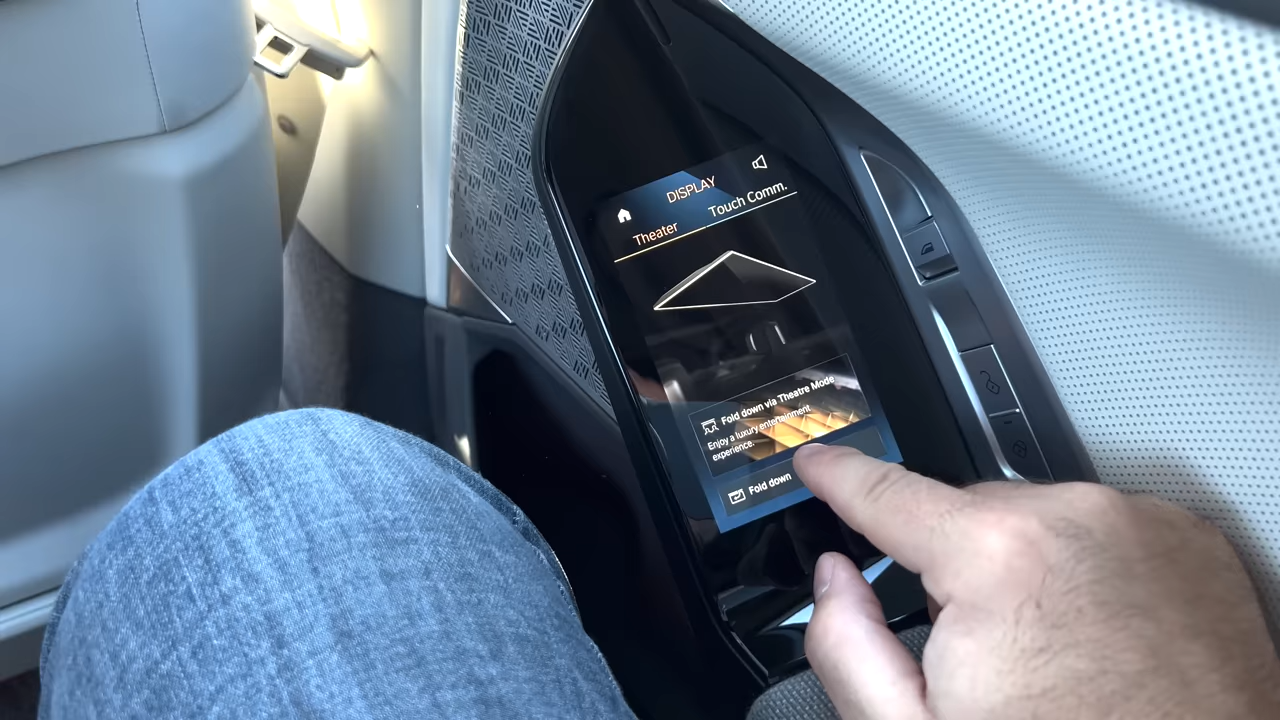 DISPLAY
Theater Touch Comm.
Fold down via Theatre Mode
Enjoy a luxury entertainment
experience.
Fold down